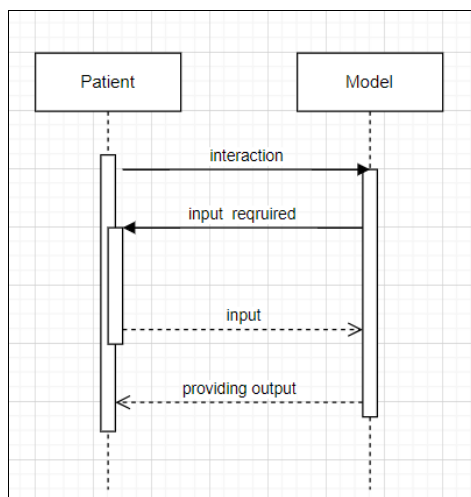 Patient
Model
interaction
input reqruired
input
providing output